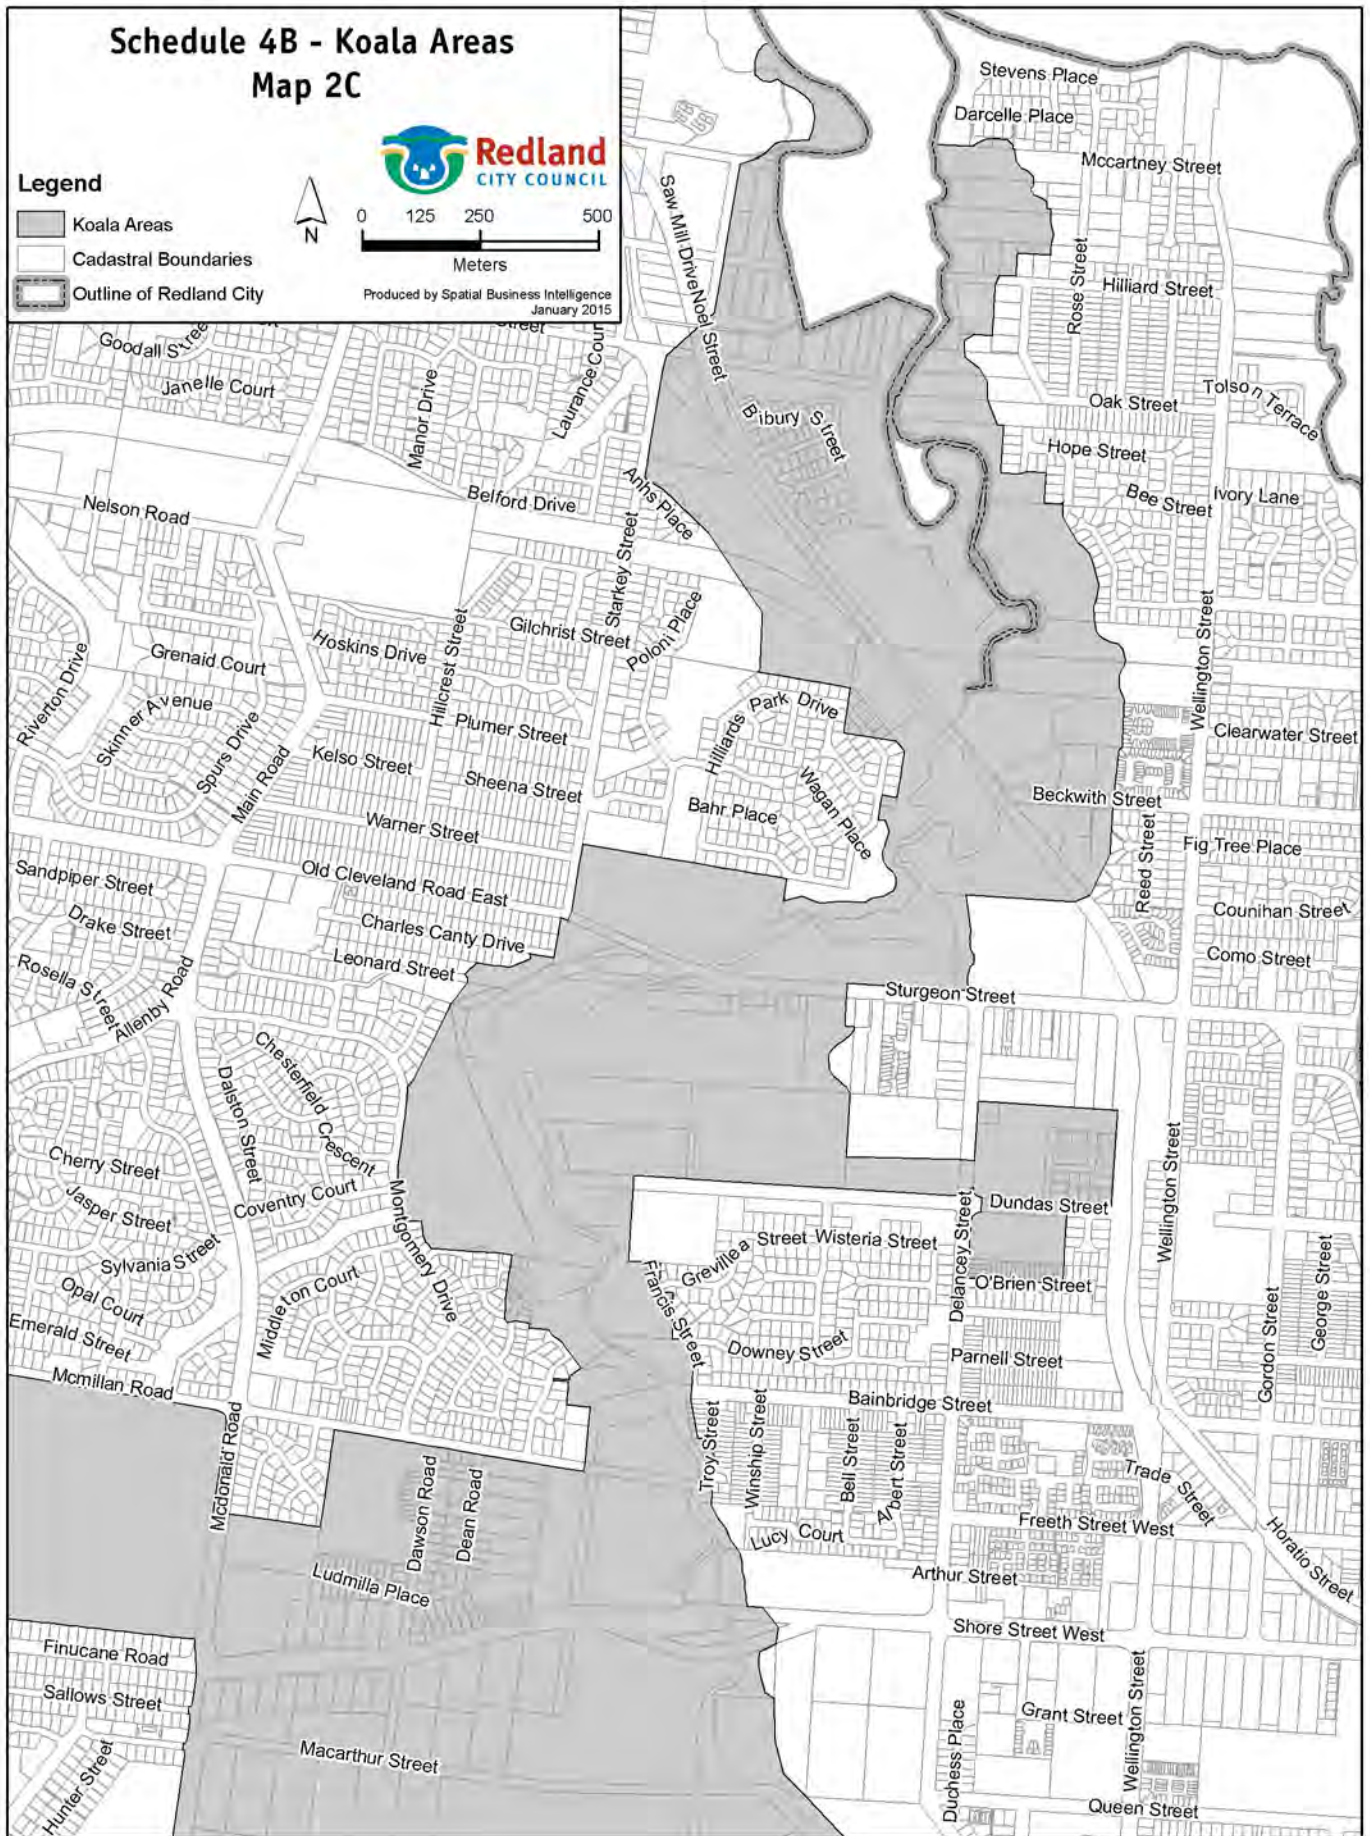 Schedule 4B - Koala Areas
Map 2C
Redland
CITY COUNCIL
Legend
Koala Areas
Cadastral Boundaries
Outline of Redland City
N
0 125 250 500
Meters
Produced by Spatial Business Intelligence
January 2015
Stevens Place
Darcelle Place
Mccartney Street
Saw Mill Drive
Noel Street
Rose Street
Hilliard Street
Street
Goodall Street
Janelle Court
Manor Drive
Laurance Cour
Bibury Street
Oak Street
Tolson Terrace
Hope Street
Bee Street
Ivory Lane
Nelson Road
Belford Drive
Anhs Place
Starkey Street
Gilchrist Street
Poloni Place
Hoskins Drive
Hillcrest Street
Grenaid Court
Riverton Drive
Skinner Avenue
Spurs Drive
Main Road
Plumer Street
Kelso Street
Sheena Street
Warner Street
Hilliards Park Drive
Bahr Place
Wagan Place
Wellington Street
Clearwater Street
Beckwith Street
Reed Street
Fig Tree Place
Counihan Street
Como Street
Sandpiper Street
Old Cleveland Road East
Drake Street
Charles Canty Drive
Leonard Street
Rosella Street
Allenby Road
Sturgeon Street
Chesterfield Crescent
Dalston Street
Cherry Street
Jasper Street
Coventry Court
Montgomery Drive
Sylvania Street
Opal Court
Middleton Court
Emerald Street
Mcmillan Road
Mcdonald Road
Wellington Street
Dundas Street
Delancey Street
Grevillea Street
Wisteria Street
Francis Street
O'Brien Street
George Street
Gordon Street
Downey Street
Parnell Street
Bainbridge Street
Troy Street
Winship Street
Bell Street
Albert Street
Trade Street
Lucy Court
Freeth Street West
Horatio Street
Arthur Street
Dawson Road
Dean Road
Ludmilla Place
Shore Street West
Finucane Road
Sallows Street
Hunter Street
Macarthur Street
Grant Street
Wellington Street
Duchess Place
Queen Street